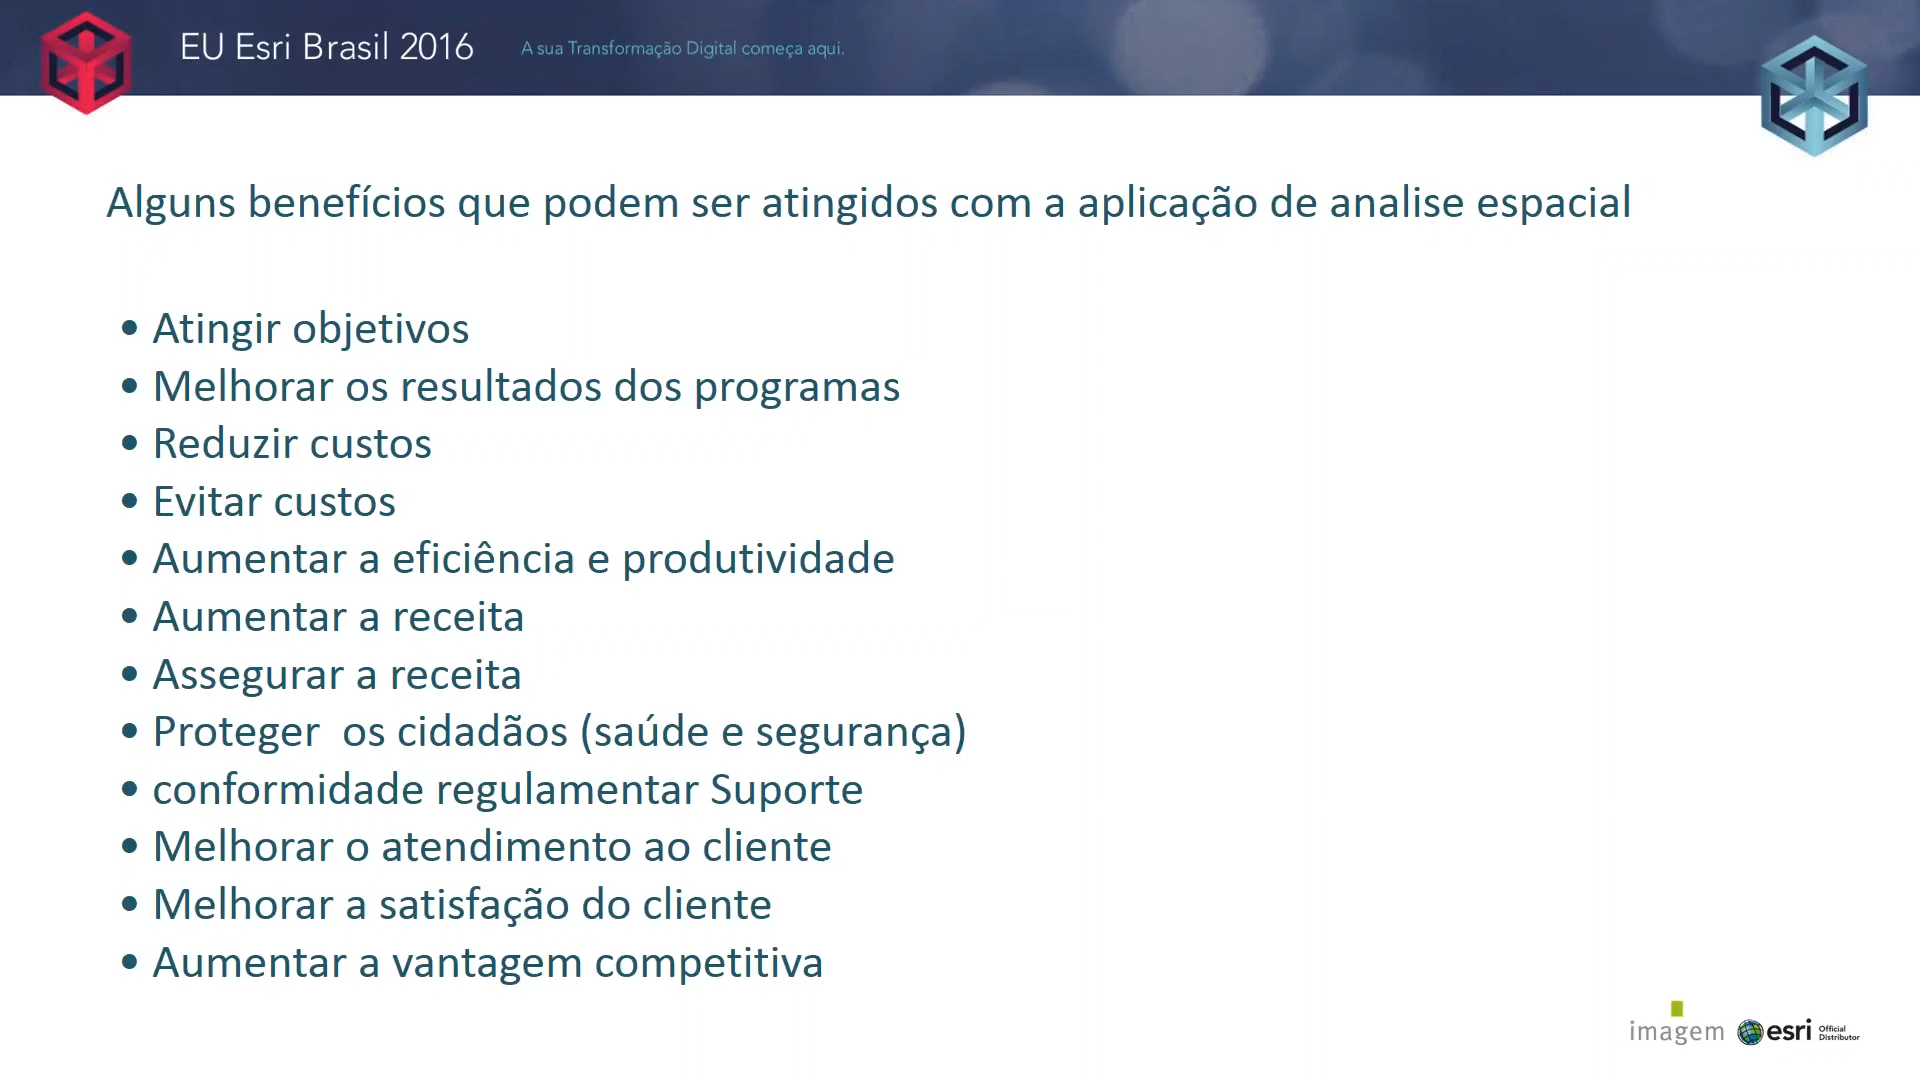 EU Esri Brasil 2016 A sua Transformação Digital começa aqui.
Alguns benefícios que podem ser atingidos com a aplicação de analise espacial
• Atingir objetivos
• Melhorar os resultados dos programas
• Reduzir custos
• Evitar custos
• Aumentar a eficiência e produtividade
• Aumentar a receita
• Assegurar a receita
• Proteger  os cidadãos (saúde e segurança)
• conformidade regulamentar Suporte
• Melhorar o atendimento ao cliente
• Melhorar a satisfação do cliente
• Aumentar a vantagem competitiva
imagem esri Official
Distributor